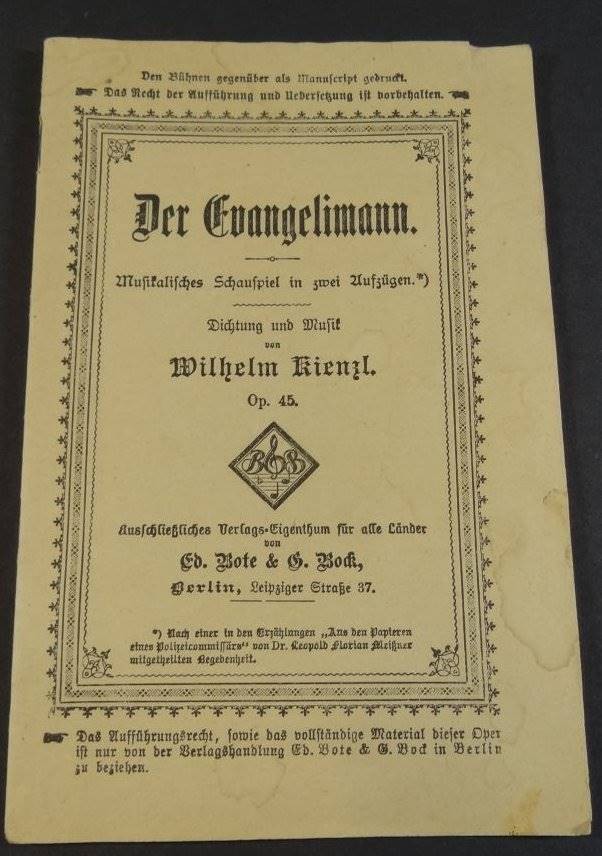 Den Bühnen gegenüber als Manuscript gedruckt.
Das Recht der Aufführung und Uebersetzung ist vorbehalten.
Der Evangelimann.
Musikalisches Schauspiel in zwei Aufzügen.*)
Dichtung und Musik
von
Wilhelm Kienzl.
Op. 45.
B&B
Ausschließliches Verlags-Eigenthum für alle Länder
von
Ed. Bote & G. Bock,
Berlin, Leipziger Straße 37.
*) Nach einer in den Erzählungen „Aus den Papieren
eines Polizeicommissärs“ von Dr. Leopold Florian Meißner
mitgetheilten Begebenheit.
Das Aufführungsrecht, sowie das vollständige Material dieser Oper
ist nur von der Verlagshandlung Ed. Bote & G. Bock in Berlin
zu beziehen.